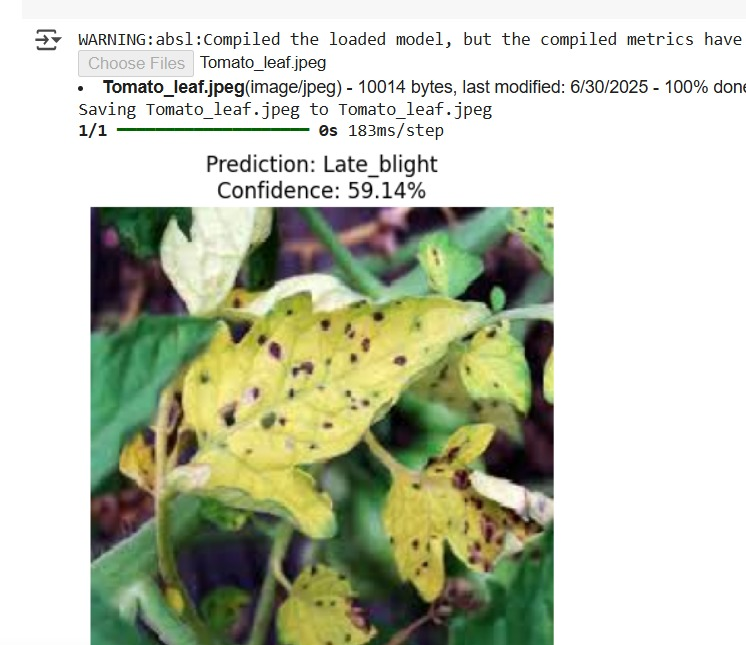 WARNING:absl:Compiled the loaded model, but the compiled metrics have
Choose Files Tomato_leaf.jpeg
• Tomato_leaf.jpeg(image/jpeg) - 10014 bytes, last modified: 6/30/2025 - 100% done
Saving Tomato_leaf.jpeg to Tomato_leaf.jpeg
1/1 ━━━━━━━━━━━━━━━━━━━━ 0s 183ms/step
Prediction: Late_blight
Confidence: 59.14%